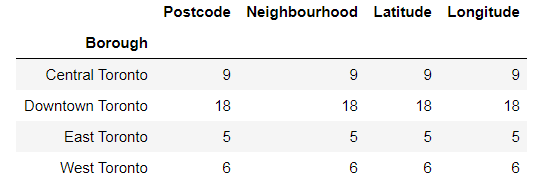 Postcode Neighbourhood Latitude Longitude
Borough
Central Toronto 9 9 9 9
Downtown Toronto 18 18 18 18
East Toronto 5 5 5 5
West Toronto 6 6 6 6